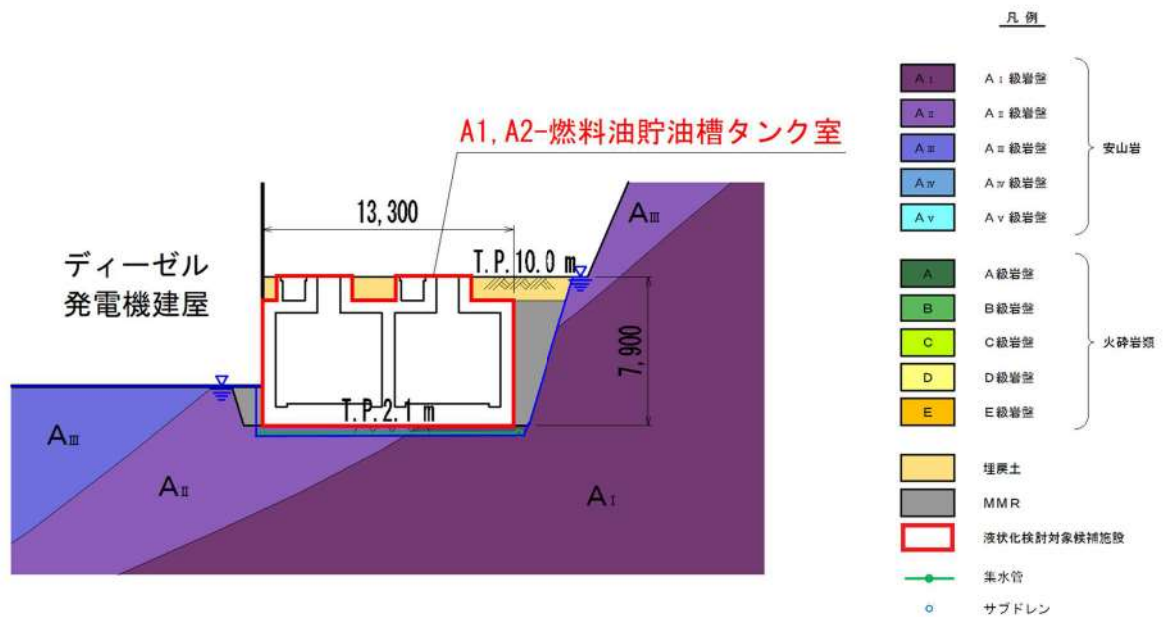 凡例
AⅠ AⅠ級岩盤
AⅡ AⅡ級岩盤
AⅢ AⅢ級岩盤
安山岩
AⅣ AⅣ級岩盤
AⅤ AⅤ級岩盤
A A級岩盤
B B級岩盤
C C級岩盤
火砕岩類
D D級岩盤
E E級岩盤
埋戻土
MMR
液状化検討対象候補施設
集水管
サブドレン
A1, A2-燃料油貯油槽タンク室
13,300
AⅢ
T.P.10.0 m
ディーゼル
発電機建屋
7,900
T.P.2.1 m
AⅢ
AⅡ
AⅠ